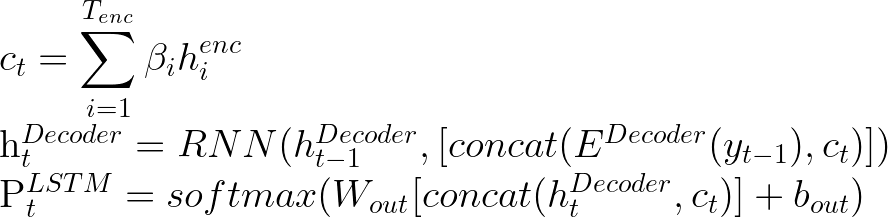 c_t = \sum_{i=1}^{T_{enc}} \beta_i h_i^{enc}
h_t^{Decoder} = RNN(h_{t-1}^{Decoder}, [concat(E^{Decoder}(y_{t-1}), c_t)])
P_t^{LSTM} = softmax(W_{out}[concat(h_t^{Decoder}, c_t)] + b_{out})